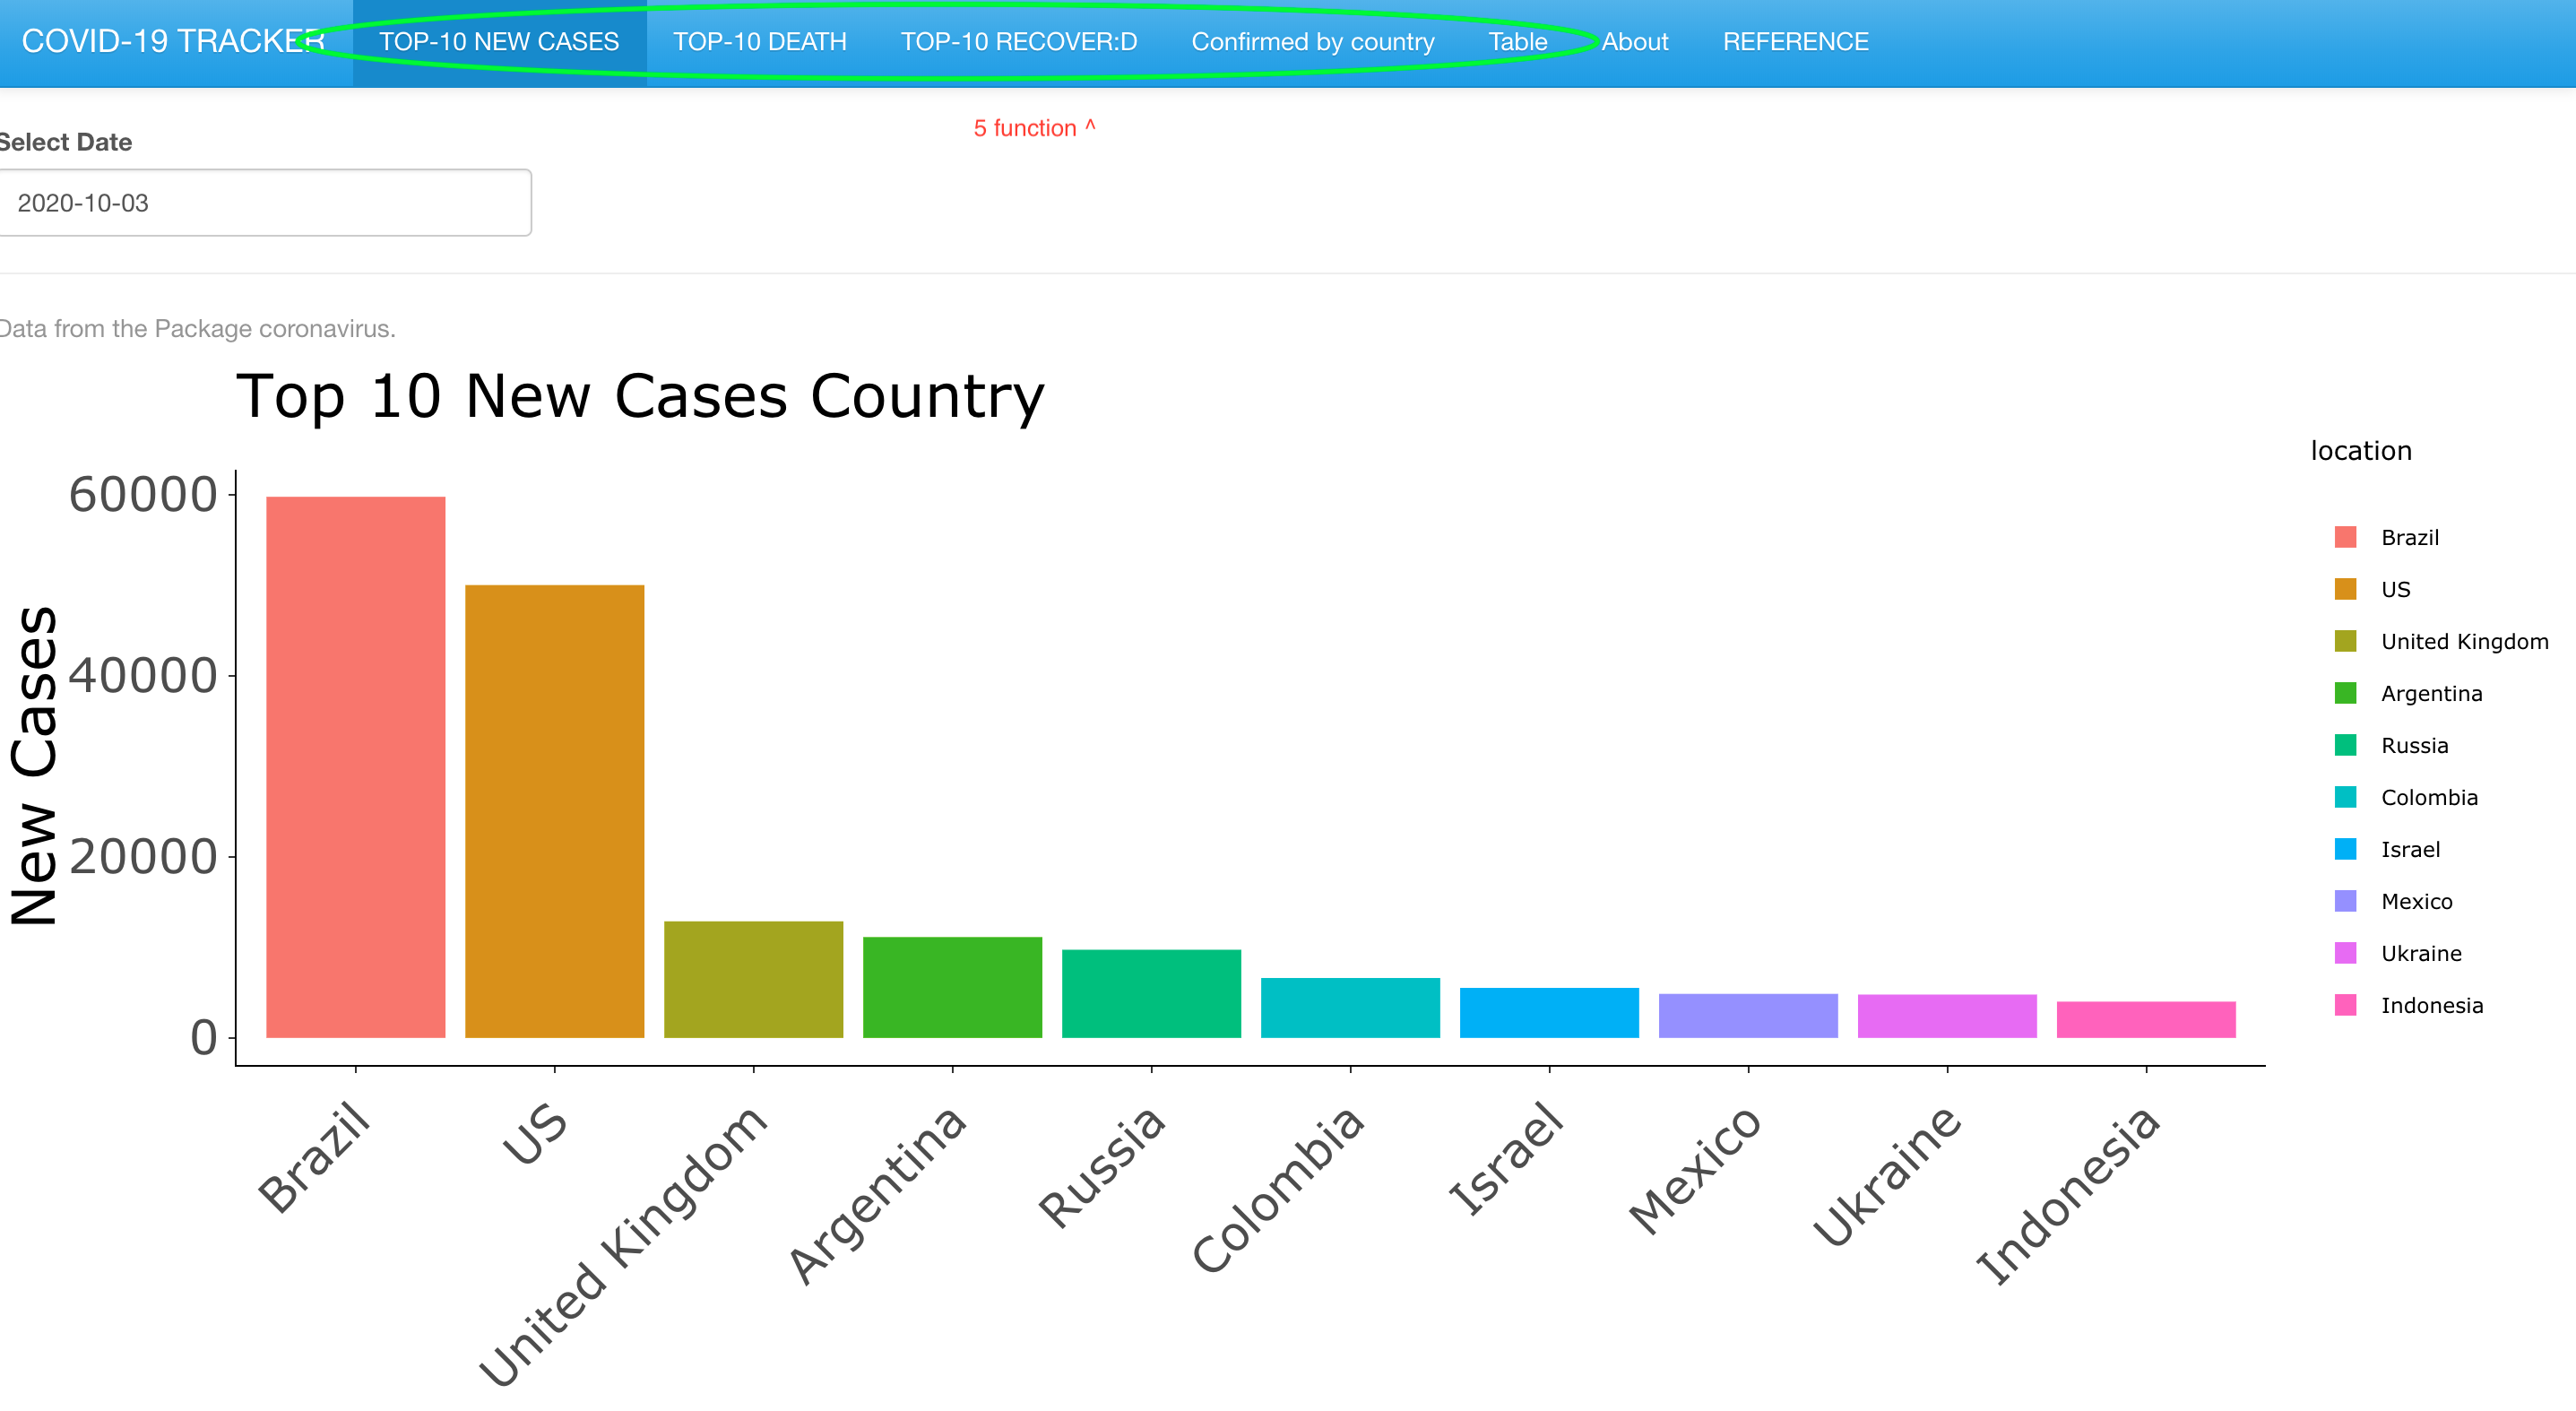 COVID-19 TRACKER TOP-10 NEW CASES TOP-10 DEATH TOP-10 RECOVER:D Confirmed by country Table About REFERENCE
5 function ^
Select Date
2020-10-03
Data from the Package coronavirus.
Top 10 New Cases Country
New Cases
60000
40000
20000
0
Brazil
US
United Kingdom
Argentina
Russia
Colombia
Israel
Mexico
Ukraine
Indonesia
location
Brazil
US
United Kingdom
Argentina
Russia
Colombia
Israel
Mexico
Ukraine
Indonesia